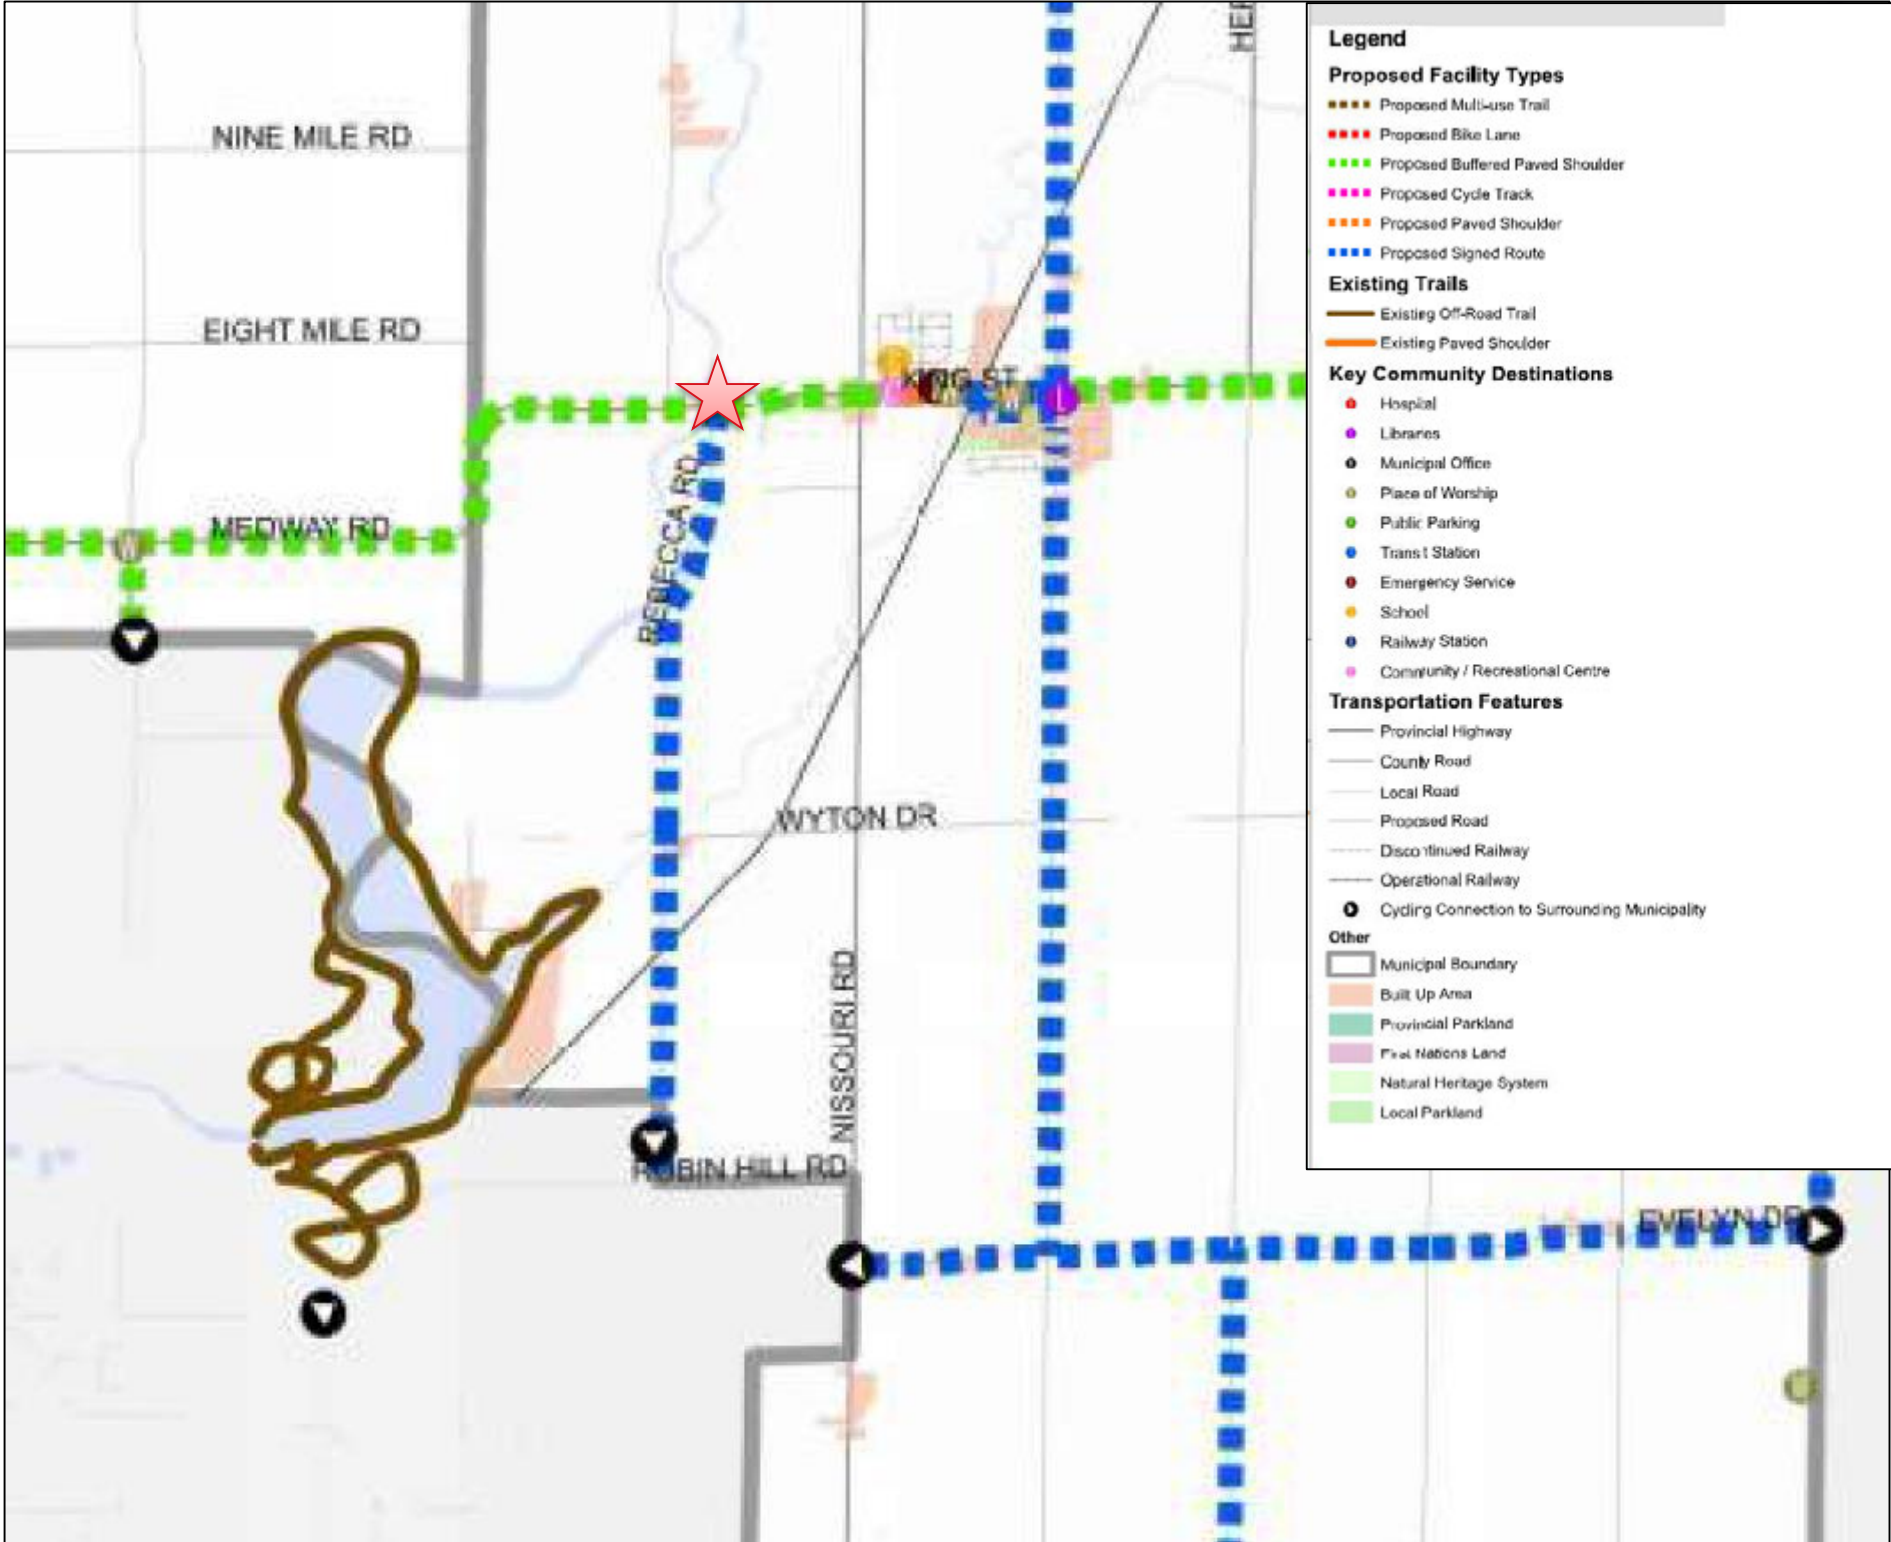 NINE MILE RD
EIGHT MILE RD
MEDWAY RD
REBECCA RD
KING ST
WYTON DR
NISSOURI RD
ROBIN HILL RD
EVELYN DR
HER
L
Legend
Proposed Facility Types
Proposed Multi-use Trail
Proposed Bike Lane
Proposed Buffered Paved Shoulder
Proposed Cycle Track
Proposed Paved Shoulder
Proposed Signed Route
Existing Trails
Existing Off-Road Trail
Existing Paved Shoulder
Key Community Destinations
Hospital
Libraries
Municipal Office
Place of Worship
Public Parking
Transit Station
Emergency Service
School
Railway Station
Community / Recreational Centre
Transportation Features
Provincial Highway
County Road
Local Road
Proposed Road
Discontinued Railway
Operational Railway
Cycling Connection to Surrounding Municipality
Other
Municipal Boundary
Built Up Area
Provincial Parkland
First Nations Land
Natural Heritage System
Local Parkland